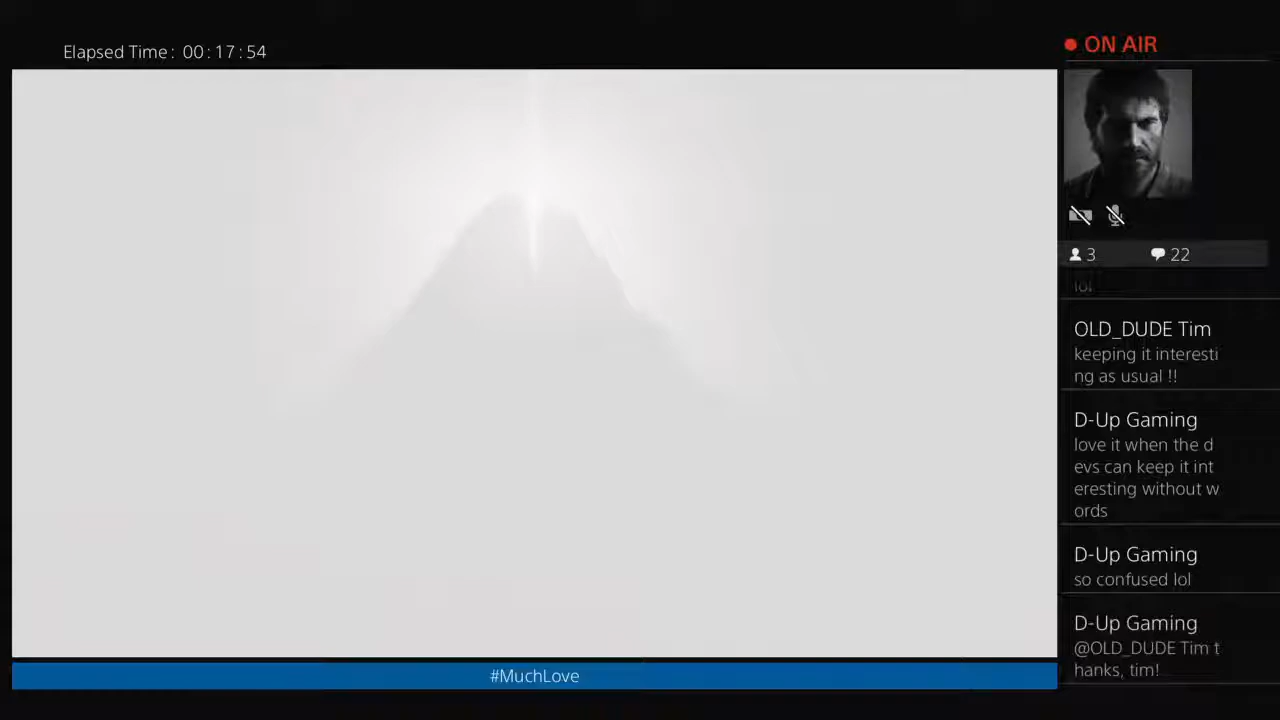 Elapsed Time: 00:17:54
ON AIR
3 22
lol
OLD_DUDE Tim
keeping it interesti
ng as usual !!
D-Up Gaming
love it when the d
evs can keep it int
eresting without w
ords
D-Up Gaming
so confused lol
D-Up Gaming
@OLD_DUDE Tim t
hanks, tim!
#MuchLove